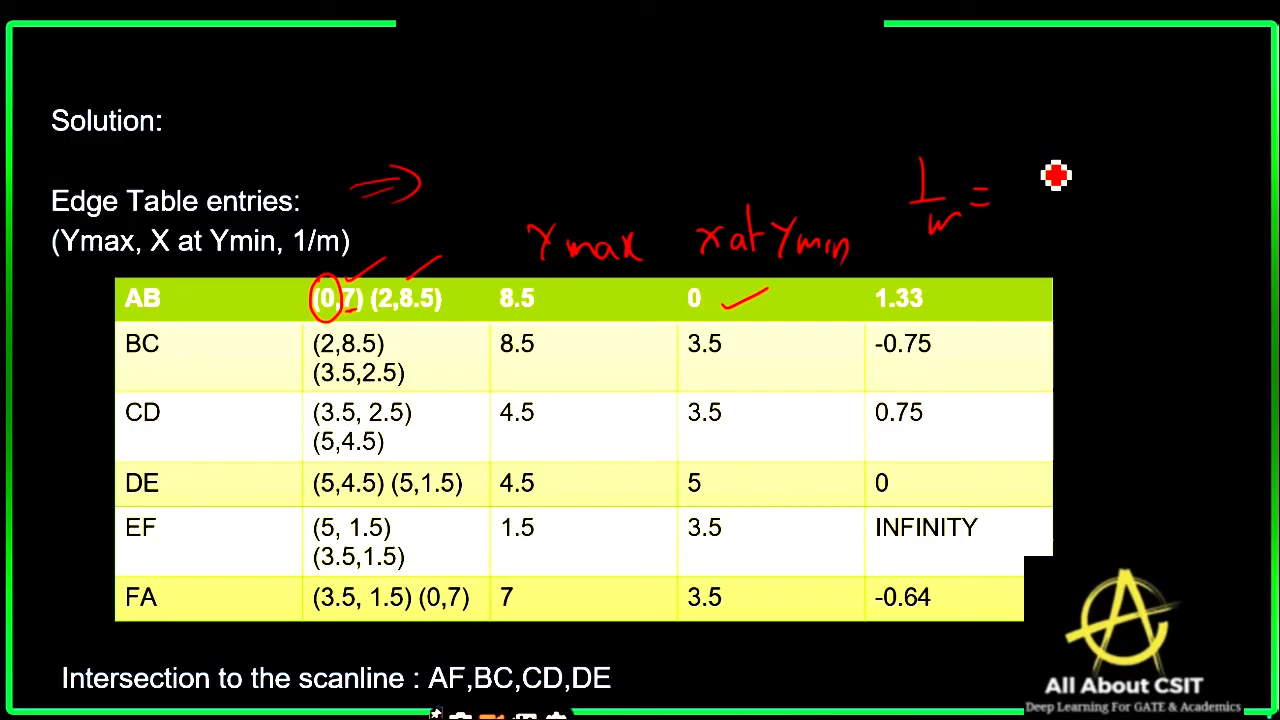 Solution:
Edge Table entries:
(Ymax, X at Ymin, 1/m)
1/m =
Ymax X at Ymin
AB (0,7) (2,8.5) 8.5 0 1.33
BC (2,8.5) (3.5,2.5) 8.5 3.5 -0.75
CD (3.5, 2.5) (5,4.5) 4.5 3.5 0.75
DE (5,4.5) (5,1.5) 4.5 5 0
EF (5, 1.5) (3.5,1.5) 1.5 3.5 INFINITY
FA (3.5, 1.5) (0,7) 7 3.5 -0.64
Intersection to the scanline : AF,BC,CD,DE
All About CSIT
Deep Learning For GATE & Academics